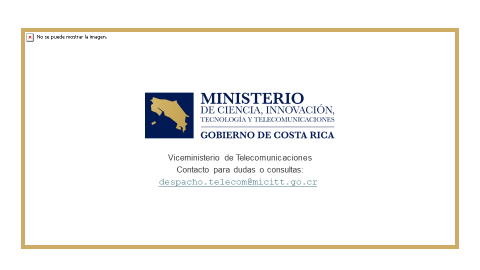 No se puede mostrar la imagen.
MINISTERIO
DE CIENCIA, INNOVACIÓN,
TECNOLOGÍA Y TELECOMUNICACIONES
GOBIERNO DE COSTA RICA
Viceministerio de Telecomunicaciones
Contacto para dudas o consultas:
despacho.telecom@micitt.go.cr